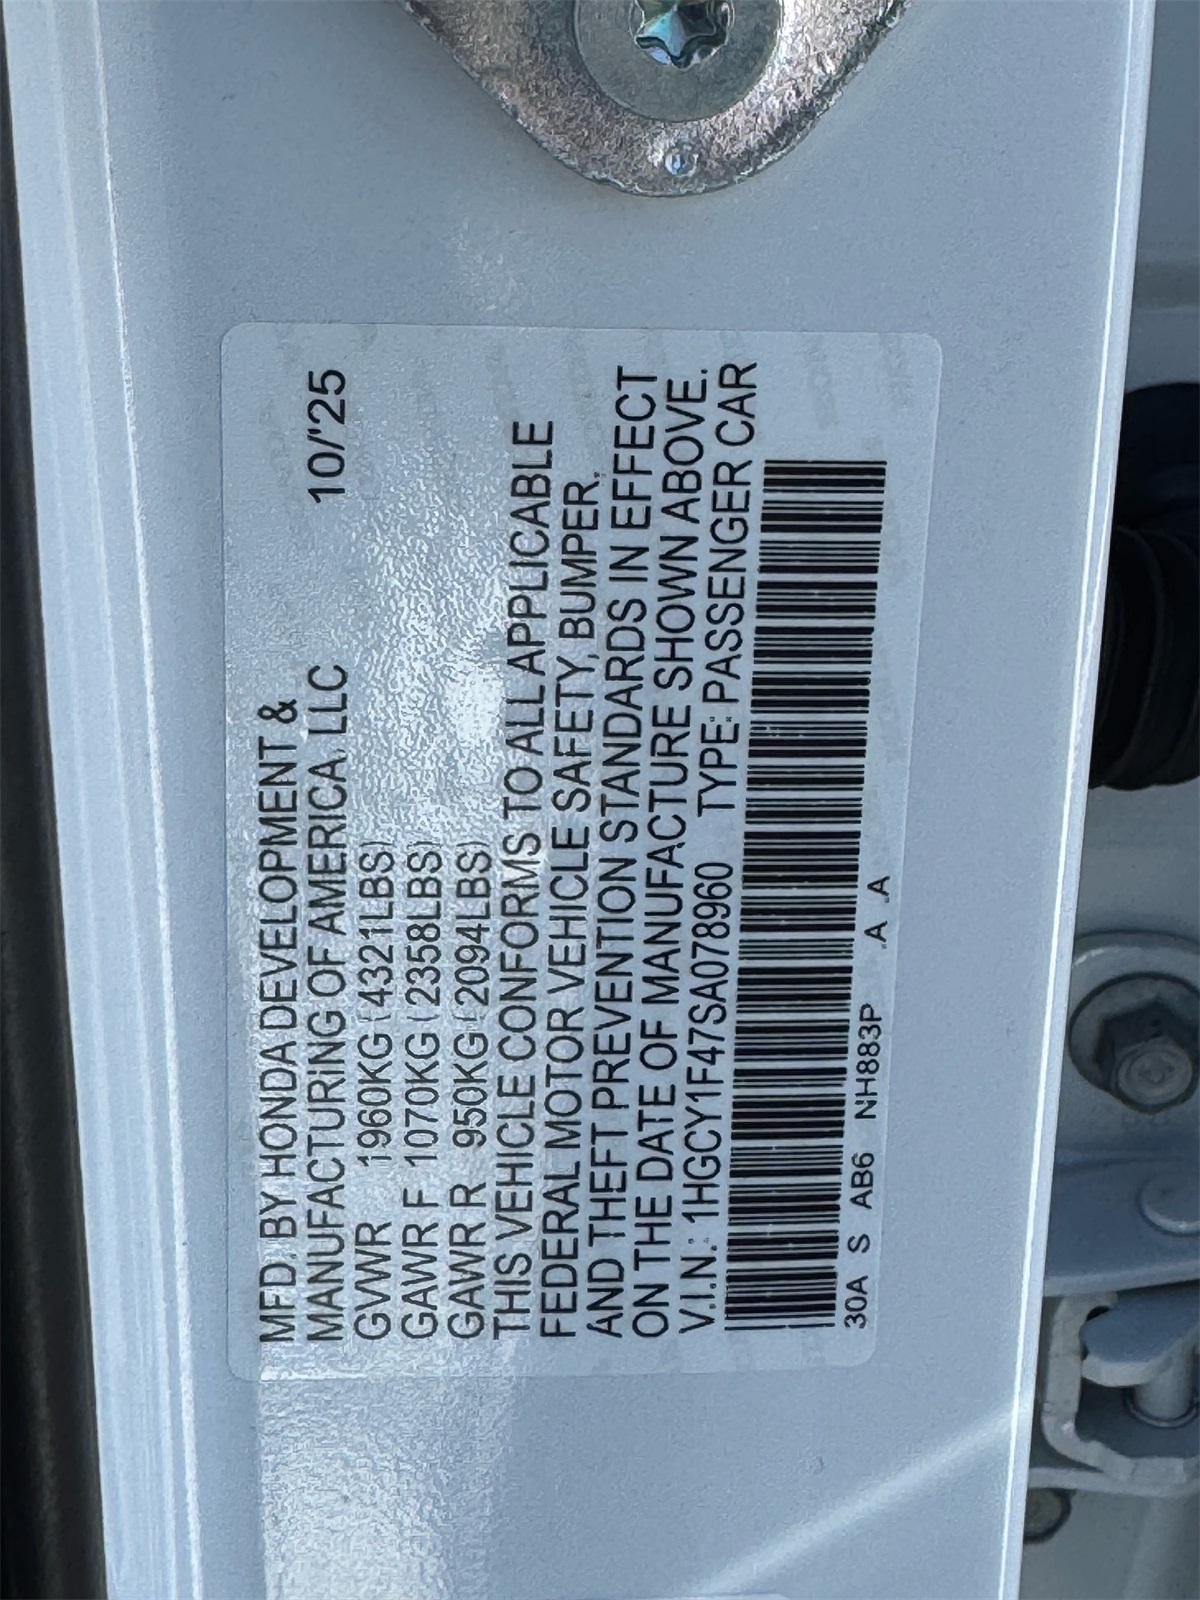 MFD. BY HONDA DEVELOPMENT &
MANUFACTURING OF AMERICA, LLC 10/'25
GVWR 1960KG (4321LBS)
GAWR F 1070KG (2358LBS)
GAWR R 950KG (2094LBS)
THIS VEHICLE CONFORMS TO ALL APPLICABLE
FEDERAL MOTOR VEHICLE SAFETY, BUMPER,
AND THEFT PREVENTION STANDARDS IN EFFECT
ON THE DATE OF MANUFACTURE SHOWN ABOVE.
V.I.N.: 1HGCY1F47SA078960 TYPE: PASSENGER CAR
30A S AB6 NH883P A A